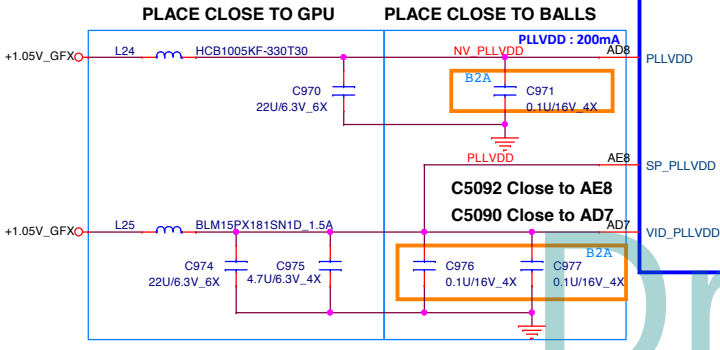 PLACE CLOSE TO GPU
PLACE CLOSE TO BALLS
+1.05V_GFX
L24
HCB1005KF-330T30
NV_PLLVDD
PLLVDD : 200mA
AD8
PLLVDD
C970
22U/6.3V_6X
B2A
C971
0.1U/16V_4X
PLLVDD
AE8
SP_PLLVDD
C5092 Close to AE8
C5090 Close to AD7
+1.05V_GFX
L25
BLM15PX181SN1D_1.5A
AD7
VID_PLLVDD
B2A
C974
22U/6.3V_6X
C975
4.7U/6.3V_4X
C976
0.1U/16V_4X
C977
0.1U/16V_4X
Dr